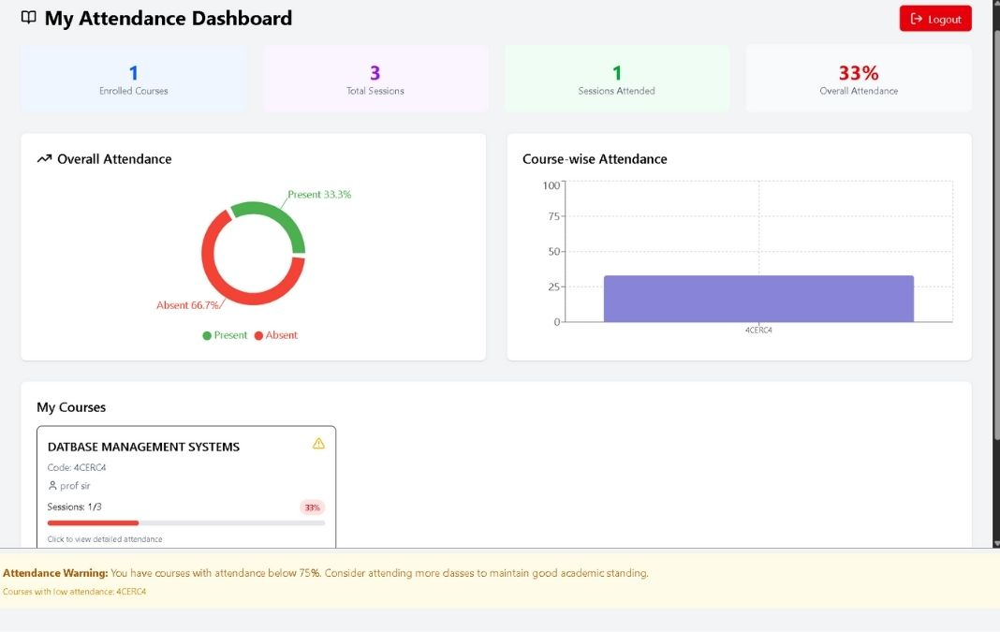 My Attendance Dashboard
Logout
1
Enrolled Courses
3
Total Sessions
1
Sessions Attended
33%
Overall Attendance
Overall Attendance
Present 33.3%
Absent 66.7%
Present
Absent
Course-wise Attendance
100
75
50
25
0
4CERC4
My Courses
DATBASE MANAGEMENT SYSTEMS
Code: 4CERC4
prof sir
Sessions: 1/3
33%
Click to view detailed attendance
Attendance Warning: You have courses with attendance below 75%. Consider attending more classes to maintain good academic standing.
Courses with low attendance: 4CERC4